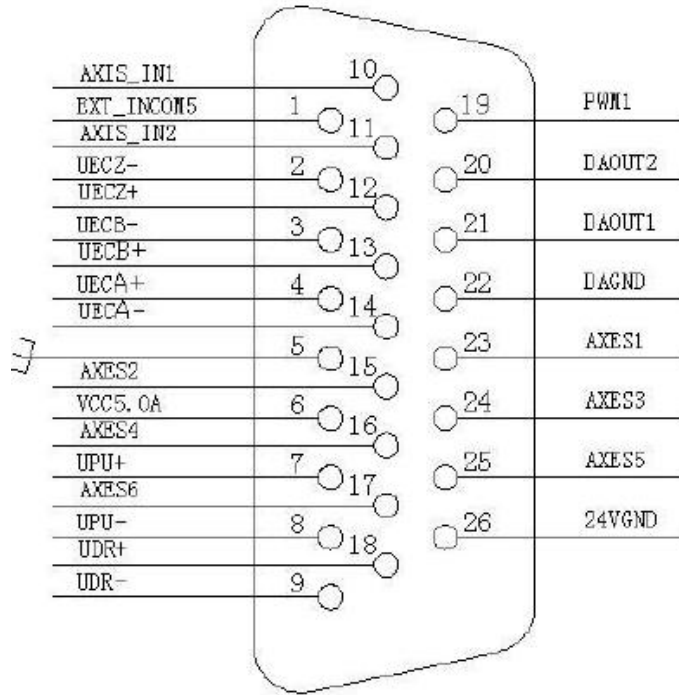 AXIS_IN1
10
EXT_INCOM5
1
19
PWM1
AXIS_IN2
11
UECZ-
2
20
DAOUT2
UECZ+
12
UECB-
3
21
DAOUT1
UECB+
13
UECA+
4
22
DAGND
UECA-
14
5
23
AXES1
AXES2
15
VCC5.0A
6
24
AXES3
AXES4
16
UPU+
7
25
AXES5
AXES6
17
UPU-
8
26
24VGND
UDR+
18
UDR-
9